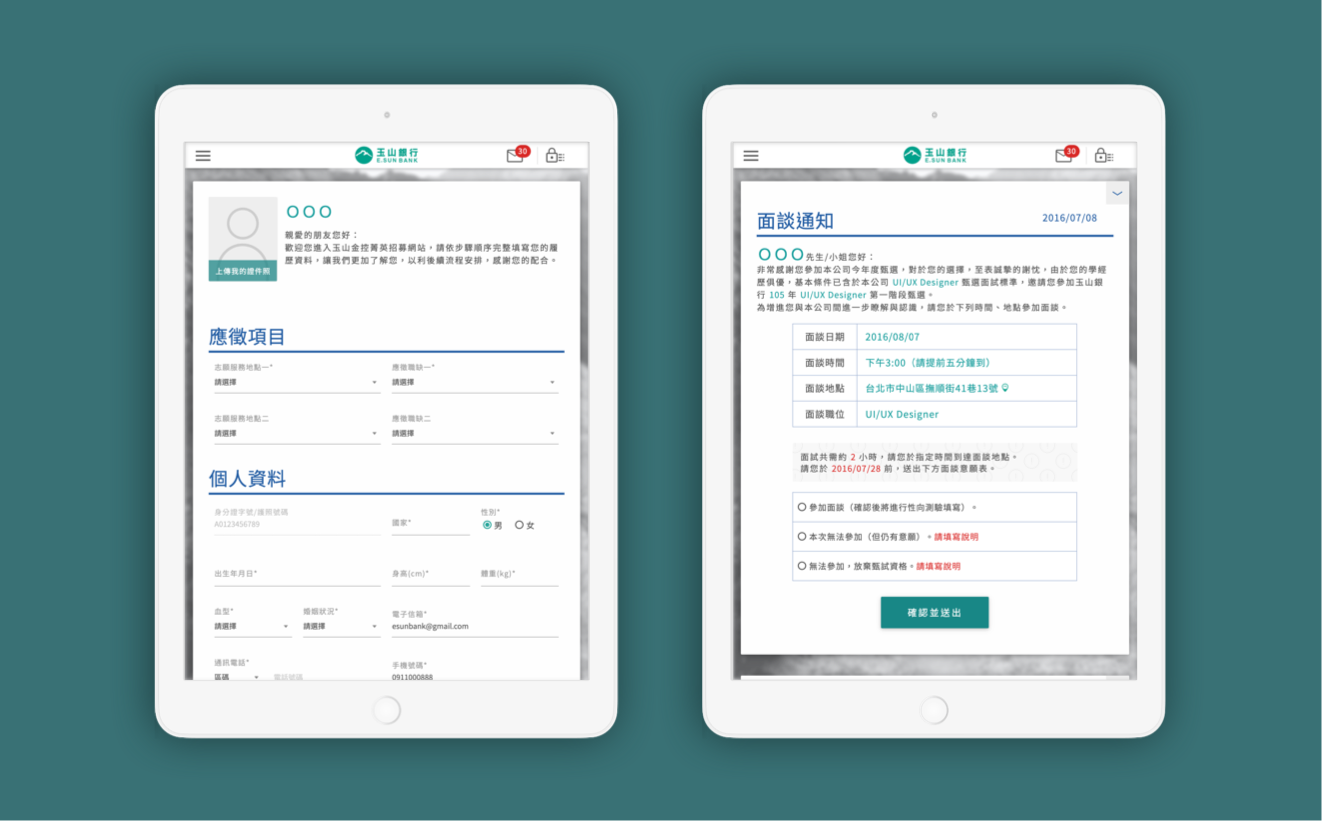 玉山銀行
E.SUN BANK
30
OOO
親愛的朋友您好：
歡迎您進入玉山金控菁英招募網站，請依步驟順序完整填寫您的履
歷資料，讓我們更加了解您，以利後續流程安排，感謝您的配合。
上傳我的證件照
應徵項目
志願服務地點一*
應徵職缺一*
請選擇
請選擇
志願服務地點二
應徵職缺二
請選擇
請選擇
個人資料
身分證字號/護照號碼
A0123456789
國家*
性別*
男
女
出生年月日*
身高(cm)*
體重(kg)*
血型*
請選擇
婚姻狀況*
請選擇
電子信箱*
esunbank@gmail.com
通訊電話*
區碼
電話號碼
手機號碼*
0911000888
玉山銀行
E.SUN BANK
30
面談通知
2016/07/08
OOO先生/小姐您好：
非常感謝您參加本公司今年度甄選，對於您的選擇，至表誠摯的謝忱，由於您的學經
歷俱優，基本條件已含於本公司 UI/UX Designer 甄選面試標準，邀請您參加玉山銀
行 105 年 UI/UX Designer 第一階段甄選。
為增進您與本公司間進一步瞭解與認識，請您於下列時間、地點參加面談。
面談日期 2016/08/07
面談時間 下午3:00（請提前五分鐘到）
面談地點 台北市中山區撫順街41巷13號
面談職位 UI/UX Designer
面試共需約 2 小時，請您於指定時間到達面談地點。
請您於 2016/07/28 前，送出下方面談意願表。
參加面談（確認後將進行性向測驗填寫）。
本次無法參加（但仍有意願）。請填寫說明
無法參加，放棄甄試資格。請填寫說明
確認並送出